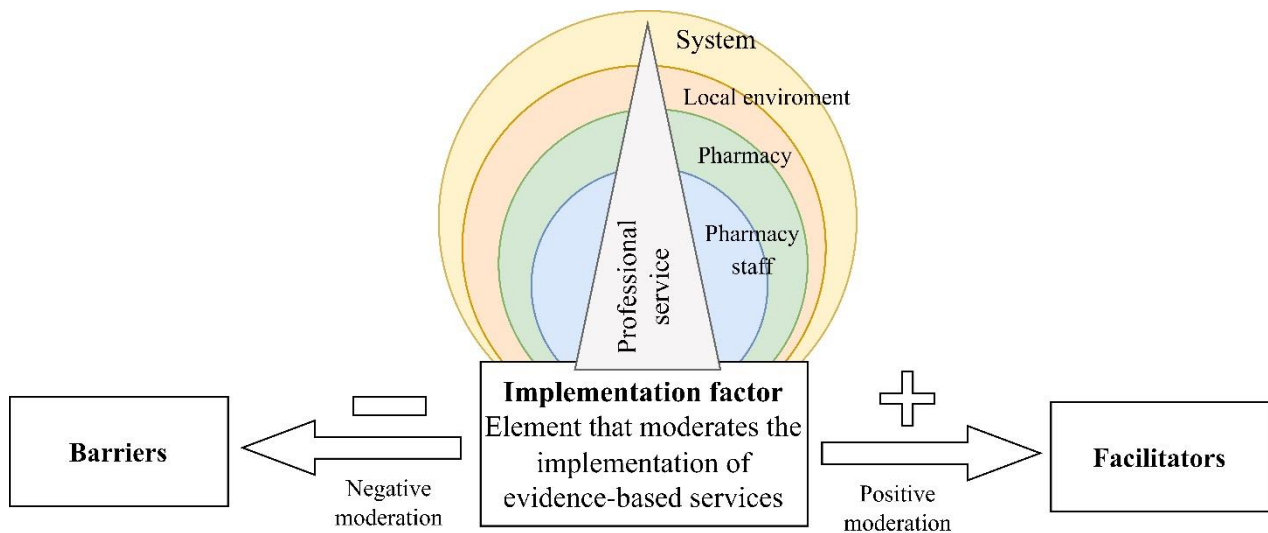 System
Local enviroment
Pharmacy
Pharmacy
staff
Professional
service
Implementation factor
Element that moderates the
implementation of
evidence-based services
Barriers
Negative
moderation
Positive
moderation
Facilitators